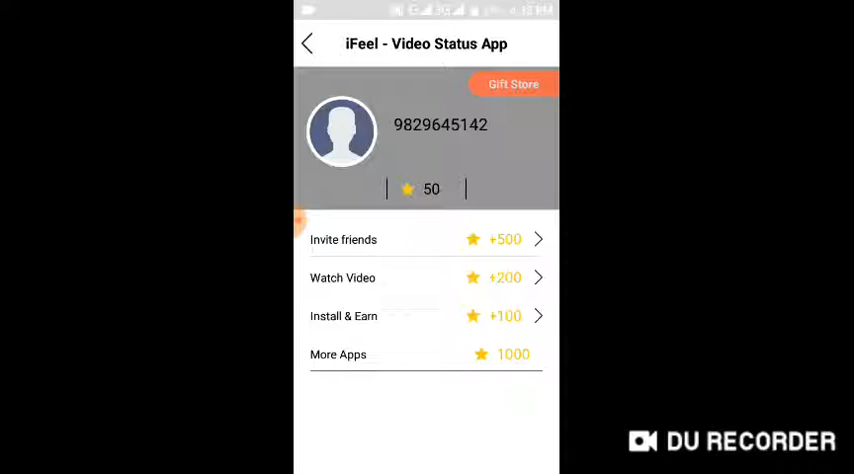 iFeel - Video Status App
Gift Store
9829645142
50
Invite friends +500
Watch Video +200
Install & Earn +100
More Apps 1000
DU RECORDER